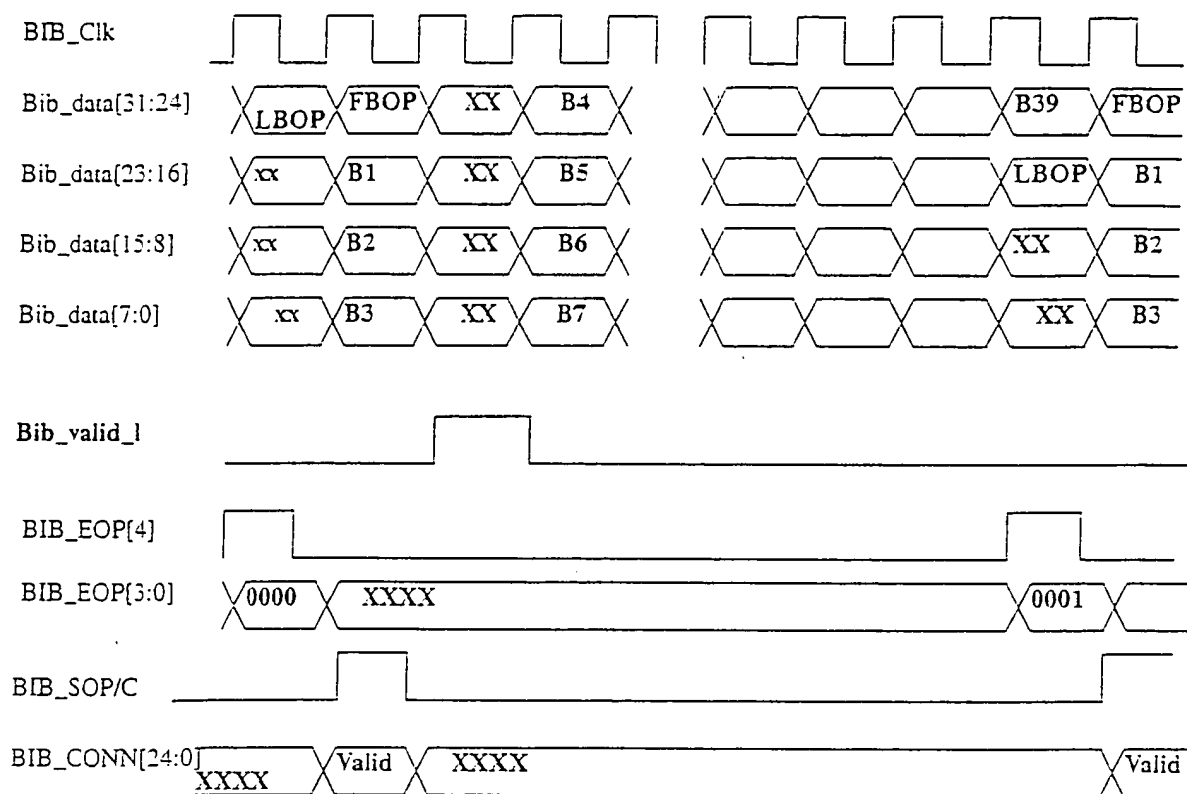 BIB_Clk
Bib_data[31:24] LBOP FBOP XX B4 B39 FBOP
Bib_data[23:16] xx B1 XX B5 LBOP B1
Bib_data[15:8] xx B2 XX B6 XX B2
Bib_data[7:0] xx B3 XX B7 XX B3
Bib_valid_l
BIB_EOP[4]
BIB_EOP[3:0] 0000 XXXX 0001
BIB_SOP/C
BIB_CONN[24:0] XXXX Valid XXXX Valid